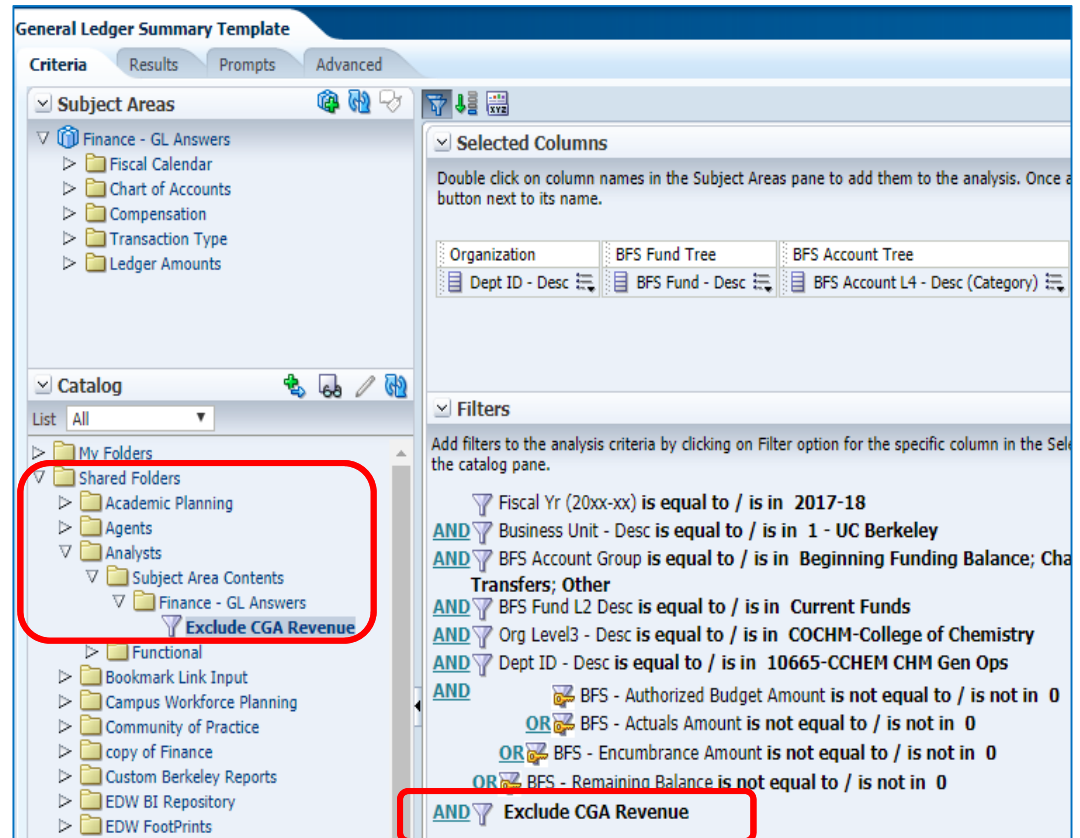 General Ledger Summary Template
Criteria Results Prompts Advanced
Subject Areas
Finance - GL Answers
Fiscal Calendar
Chart of Accounts
Compensation
Transaction Type
Ledger Amounts
Catalog
List All
My Folders
Shared Folders
Academic Planning
Agents
Analysts
Subject Area Contents
Finance - GL Answers
Exclude CGA Revenue
Functional
Bookmark Link Input
Campus Workforce Planning
Community of Practice
copy of Finance
Custom Berkeley Reports
EDW BI Repository
EDW FootPrints
XYZ
Selected Columns
Double click on column names in the Subject Areas pane to add them to the analysis. Once a
button next to its name.
Organization BFS Fund Tree BFS Account Tree
Dept ID - Desc BFS Fund - Desc BFS Account L4 - Desc (Category)
Filters
Add filters to the analysis criteria by clicking on Filter option for the specific column in the Sele
the catalog pane.
Fiscal Yr (20xx-xx) is equal to / is in 2017-18
AND Business Unit - Desc is equal to / is in 1 - UC Berkeley
AND BFS Account Group is equal to / is in Beginning Funding Balance; Cha
Transfers; Other
AND BFS Fund L2 Desc is equal to / is in Current Funds
AND Org Level3 - Desc is equal to / is in COCHM-College of Chemistry
AND Dept ID - Desc is equal to / is in 10665-CCHEM CHM Gen Ops
AND BFS - Authorized Budget Amount is not equal to / is not in 0
OR BFS - Actuals Amount is not equal to / is not in 0
OR BFS - Encumbrance Amount is not equal to / is not in 0
OR BFS - Remaining Balance is not equal to / is not in 0
AND Exclude CGA Revenue